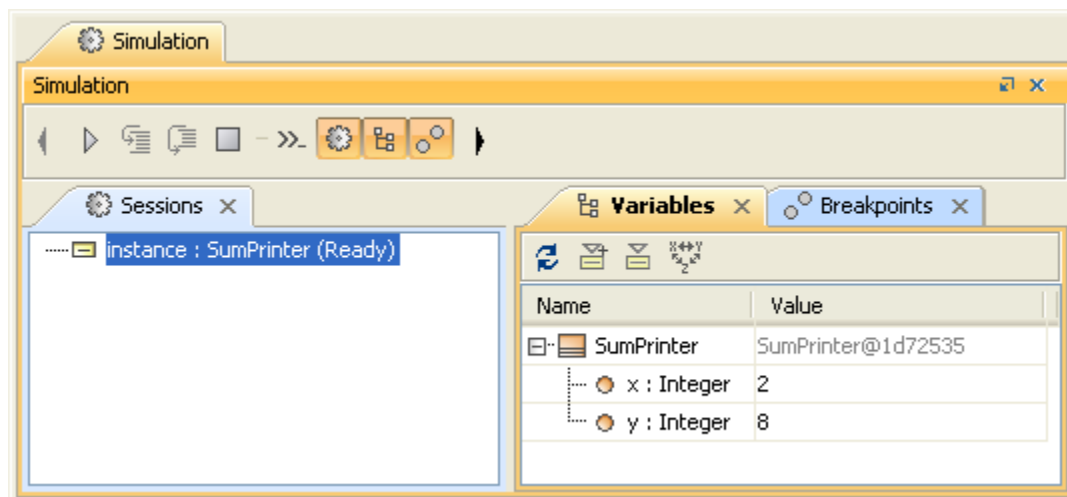 Simulation
Simulation
Sessions
instance : SumPrinter (Ready)
Variables Breakpoints
X Y
Z
Name Value
SumPrinter SumPrinter@1d72535
x : Integer 2
y : Integer 8